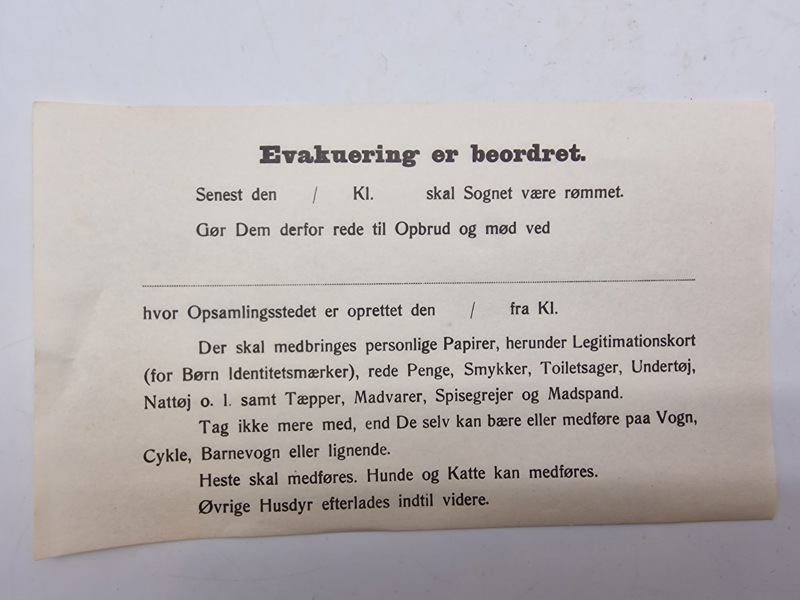 Evakuering er beordret.
Senest den / Kl. skal Sognet være rømmet.
Gør Dem derfor rede til Opbrud og mød ved
hvor Opsamlingsstedet er oprettet den / fra Kl.
Der skal medbringes personlige Papirer, herunder Legitimationskort
(for Børn Identitetsmærker), rede Penge, Smykker, Toiletsager, Undertøj,
Nattøj o. l. samt Tæpper, Madvarer, Spisegrejer og Madspand.
Tag ikke mere med, end De selv kan bære eller medføre paa Vogn,
Cykle, Barnevogn eller lignende.
Heste skal medføres. Hunde og Katte kan medføres.
Øvrige Husdyr efterlades indtil videre.